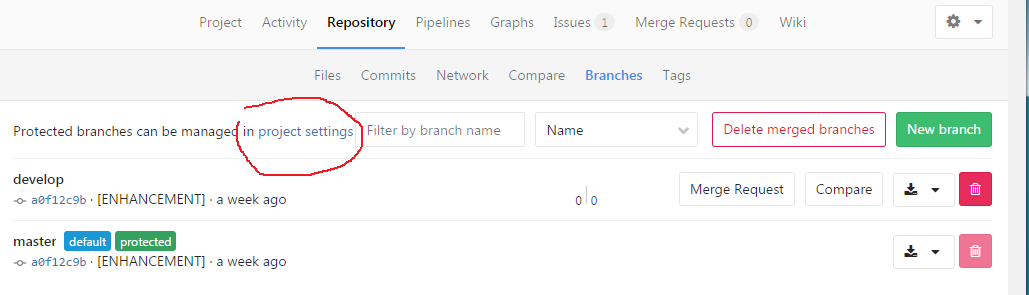 Project Activity Repository Pipelines Graphs Issues 1 Merge Requests 0 Wiki
Files Commits Network Compare Branches Tags
Protected branches can be managed in project settings Filter by branch name Name Delete merged branches New branch
develop
a0f12c9b · [ENHANCEMENT] · a week ago 0 0 Merge Request Compare
master default protected
a0f12c9b · [ENHANCEMENT] · a week ago